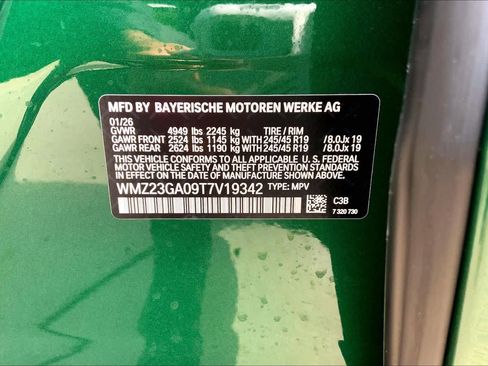 MFD BY BAYERISCHE MOTOREN WERKE AG
01/26
GVWR 4949 lbs 2245 kg TIRE / RIM
GAWR FRONT 2524 lbs 1145 kg WITH 245/45 R19 / 8.0Jx 19
GAWR REAR 2624 lbs 1190 kg WITH 245/45 R19 / 8.0Jx 19
THIS VEHICLE CONFORMS TO ALL APPLICABLE U. S. FEDERAL
MOTOR VEHICLE SAFETY AND THEFT PREVENTION STANDARDS
IN EFFECT ON THE DATE OF MANUFACTURE SHOWN ABOVE.
WMZ23GA09T7V19342 TYPE: MPV
C3B
7 320 730